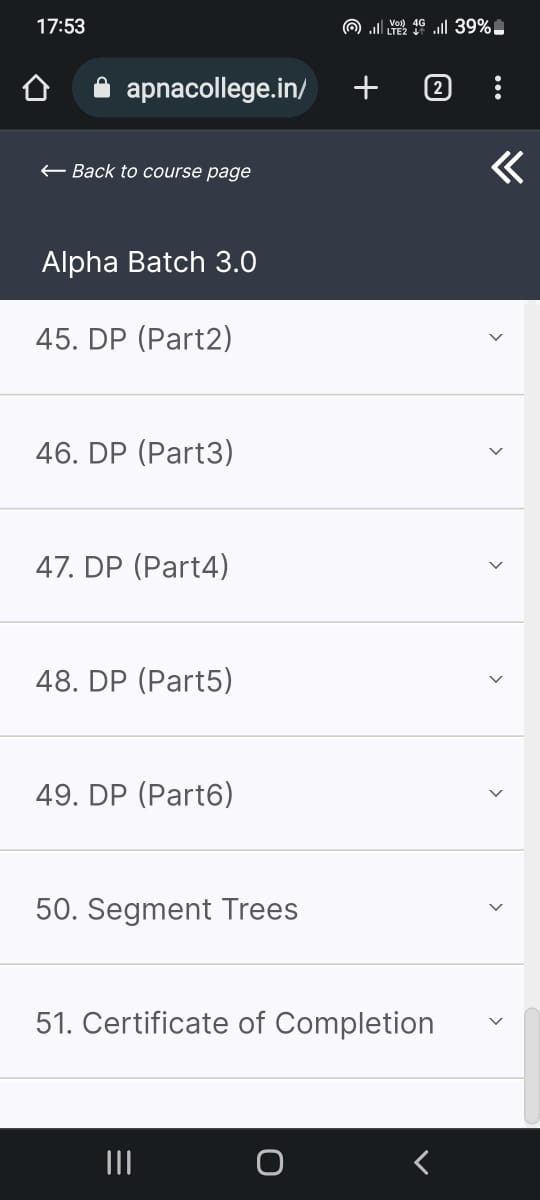 17:53
Vo) 4G
LTE2
39%
apnacollege.in/
2
← Back to course page
Alpha Batch 3.0
45. DP (Part2)
46. DP (Part3)
47. DP (Part4)
48. DP (Part5)
49. DP (Part6)
50. Segment Trees
51. Certificate of Completion